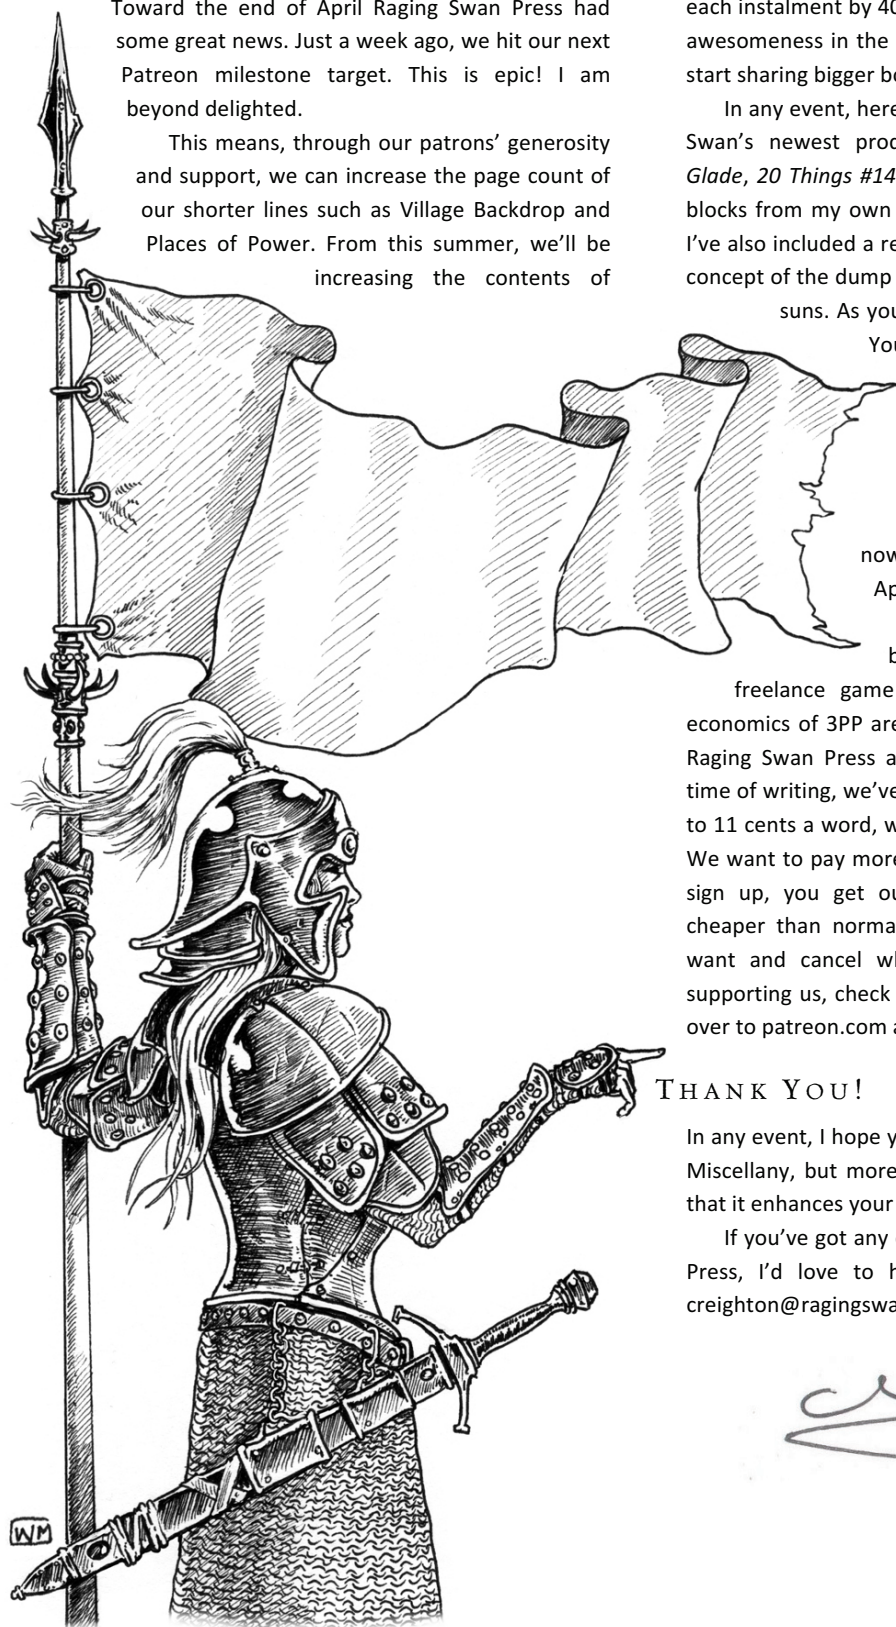 Toward the end of April Raging Swan Press had
some great news. Just a week ago, we hit our next
Patreon milestone target. This is epic! I am
beyond delighted.
This means, through our patrons’ generosity
and support, we can increase the page count of
our shorter lines such as Village Backdrop and
Places of Power. From this summer, we’ll be
increasing the contents of
each instalment by 40
awesomeness in the
start sharing bigger be
In any event, here
Swan’s newest prod
Glade, 20 Things #14
blocks from my own
I’ve also included a re
concept of the dump
suns. As you
You
now
Ap
b
freelance game
economics of 3PP are
Raging Swan Press a
time of writing, we’ve
to 11 cents a word, w
We want to pay more
sign up, you get ou
cheaper than norma
want and cancel wh
supporting us, check
over to patreon.com a
THANK YOU!
In any event, I hope y
Miscellany, but more
that it enhances your
If you’ve got any
Press, I’d love to h
creighton@ragingswa
WM